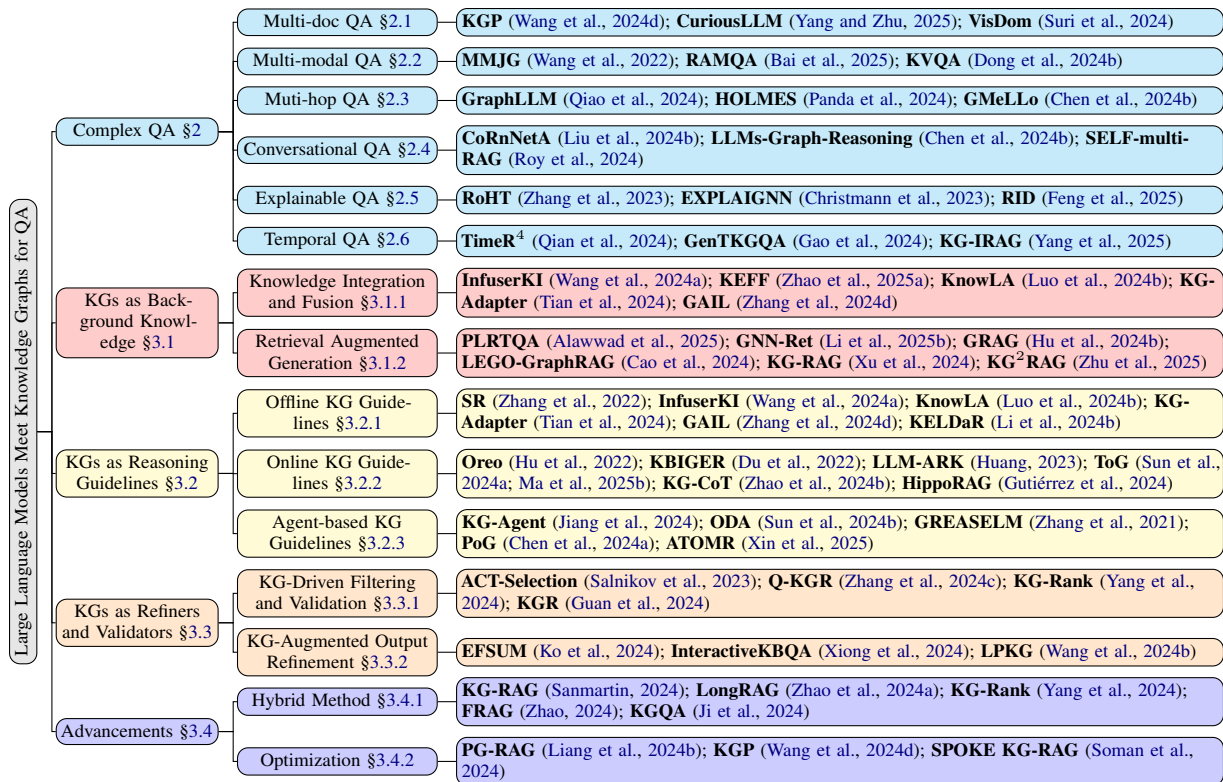 Large Language Models Meet Knowledge Graphs for QA
Complex QA §2
Multi-doc QA §2.1
KGP (Wang et al., 2024d); CuriousLLM (Yang and Zhu, 2025); VisDom (Suri et al., 2024)
Multi-modal QA §2.2
MMJG (Wang et al., 2022); RAMQA (Bai et al., 2025); KVQA (Dong et al., 2024b)
Muti-hop QA §2.3
GraphLLM (Qiao et al., 2024); HOLMES (Panda et al., 2024); GMeLLo (Chen et al., 2024b)
Conversational QA §2.4
CoRnNetA (Liu et al., 2024b); LLMs-Graph-Reasoning (Chen et al., 2024b); SELF-multi-
RAG (Roy et al., 2024)
Explainable QA §2.5
RoHT (Zhang et al., 2023); EXPLAIGNN (Christmann et al., 2023); RID (Feng et al., 2025)
Temporal QA §2.6
TimeR⁴ (Qian et al., 2024); GenTKGQA (Gao et al., 2024); KG-IRAG (Yang et al., 2025)
KGs as Back-
ground Knowl-
edge §3.1
Knowledge Integration
and Fusion §3.1.1
InfuserKI (Wang et al., 2024a); KEFF (Zhao et al., 2025a); KnowLA (Luo et al., 2024b); KG-
Adapter (Tian et al., 2024); GAIL (Zhang et al., 2024d)
Retrieval Augmented
Generation §3.1.2
PLRTQA (Alawwad et al., 2025); GNN-Ret (Li et al., 2025b); GRAG (Hu et al., 2024b);
LEGO-GraphRAG (Cao et al., 2024); KG-RAG (Xu et al., 2024); KG²RAG (Zhu et al., 2025)
KGs as Reasoning
Guidelines §3.2
Offline KG Guide-
lines §3.2.1
SR (Zhang et al., 2022); InfuserKI (Wang et al., 2024a); KnowLA (Luo et al., 2024b); KG-
Adapter (Tian et al., 2024); GAIL (Zhang et al., 2024d); KELDaR (Li et al., 2024b)
Online KG Guide-
lines §3.2.2
Oreo (Hu et al., 2022); KBIGER (Du et al., 2022); LLM-ARK (Huang, 2023); ToG (Sun et al.,
2024a; Ma et al., 2025b); KG-CoT (Zhao et al., 2024b); HippoRAG (Gutiérrez et al., 2024)
Agent-based KG
Guidelines §3.2.3
KG-Agent (Jiang et al., 2024); ODA (Sun et al., 2024b); GREASELM (Zhang et al., 2021);
PoG (Chen et al., 2024a); ATOMR (Xin et al., 2025)
KGs as Refiners
and Validators §3.3
KG-Driven Filtering
and Validation §3.3.1
ACT-Selection (Salnikov et al., 2023); Q-KGR (Zhang et al., 2024c); KG-Rank (Yang et al.,
2024); KGR (Guan et al., 2024)
KG-Augmented Output
Refinement §3.3.2
EFSUM (Ko et al., 2024); InteractiveKBQA (Xiong et al., 2024); LPKG (Wang et al., 2024b)
Advancements §3.4
Hybrid Method §3.4.1
KG-RAG (Sanmartin, 2024); LongRAG (Zhao et al., 2024a); KG-Rank (Yang et al., 2024);
FRAG (Zhao, 2024); KGQA (Ji et al., 2024)
Optimization §3.4.2
PG-RAG (Liang et al., 2024b); KGP (Wang et al., 2024d); SPOKE KG-RAG (Soman et al.,
2024)